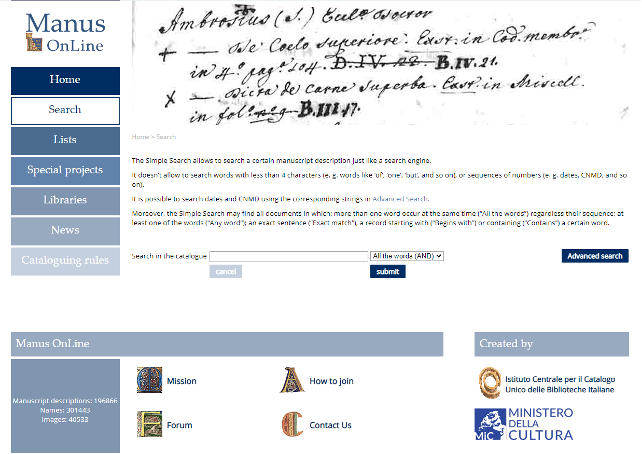 Manus
OnLine
Home
Search
Lists
Special projects
Libraries
News
Cataloguing rules
Ambrosius (S.) Eccle. Doctor
+ — De Coelo superiore. Exst. in Cod. membr.
in 4.º pag.e 104. D. IV. 22. B. IV. 21.
X — Dicta de Carne superba. Exst. in Miscell.
in fol.º B. III. 17.
Home > Search
The Simple Search allows to search a certain manuscript description just like a search engine.
It doesn't allow to search words with less than 4 characters (e. g. words like 'of', 'one', 'but', and so on), or sequences of numbers (e. g. dates, CNMD, and so
on).
It is possible to search dates and CNMD using the corresponding strings in Advanced Search.
Moreover, the Simple Search may find all documents in which: more than one word occur at the same time ("All the words") regardless their sequence; at
least one of the words ("Any word"); an exact sentence ("Exact match"), a record starting with ("Begins with") or containing ("Contains") a certain word.
Search in the catalogue
All the words (AND)
Advanced search
cancel
submit
Manus OnLine
Created by
Manuscript descriptions: 196866
Names: 301443
Images: 40533
Mission
How to join
Forum
Contact Us
Istituto Centrale per il Catalogo
Unico delle Biblioteche Italiane
MIC
MINISTERO
DELLA
CULTURA